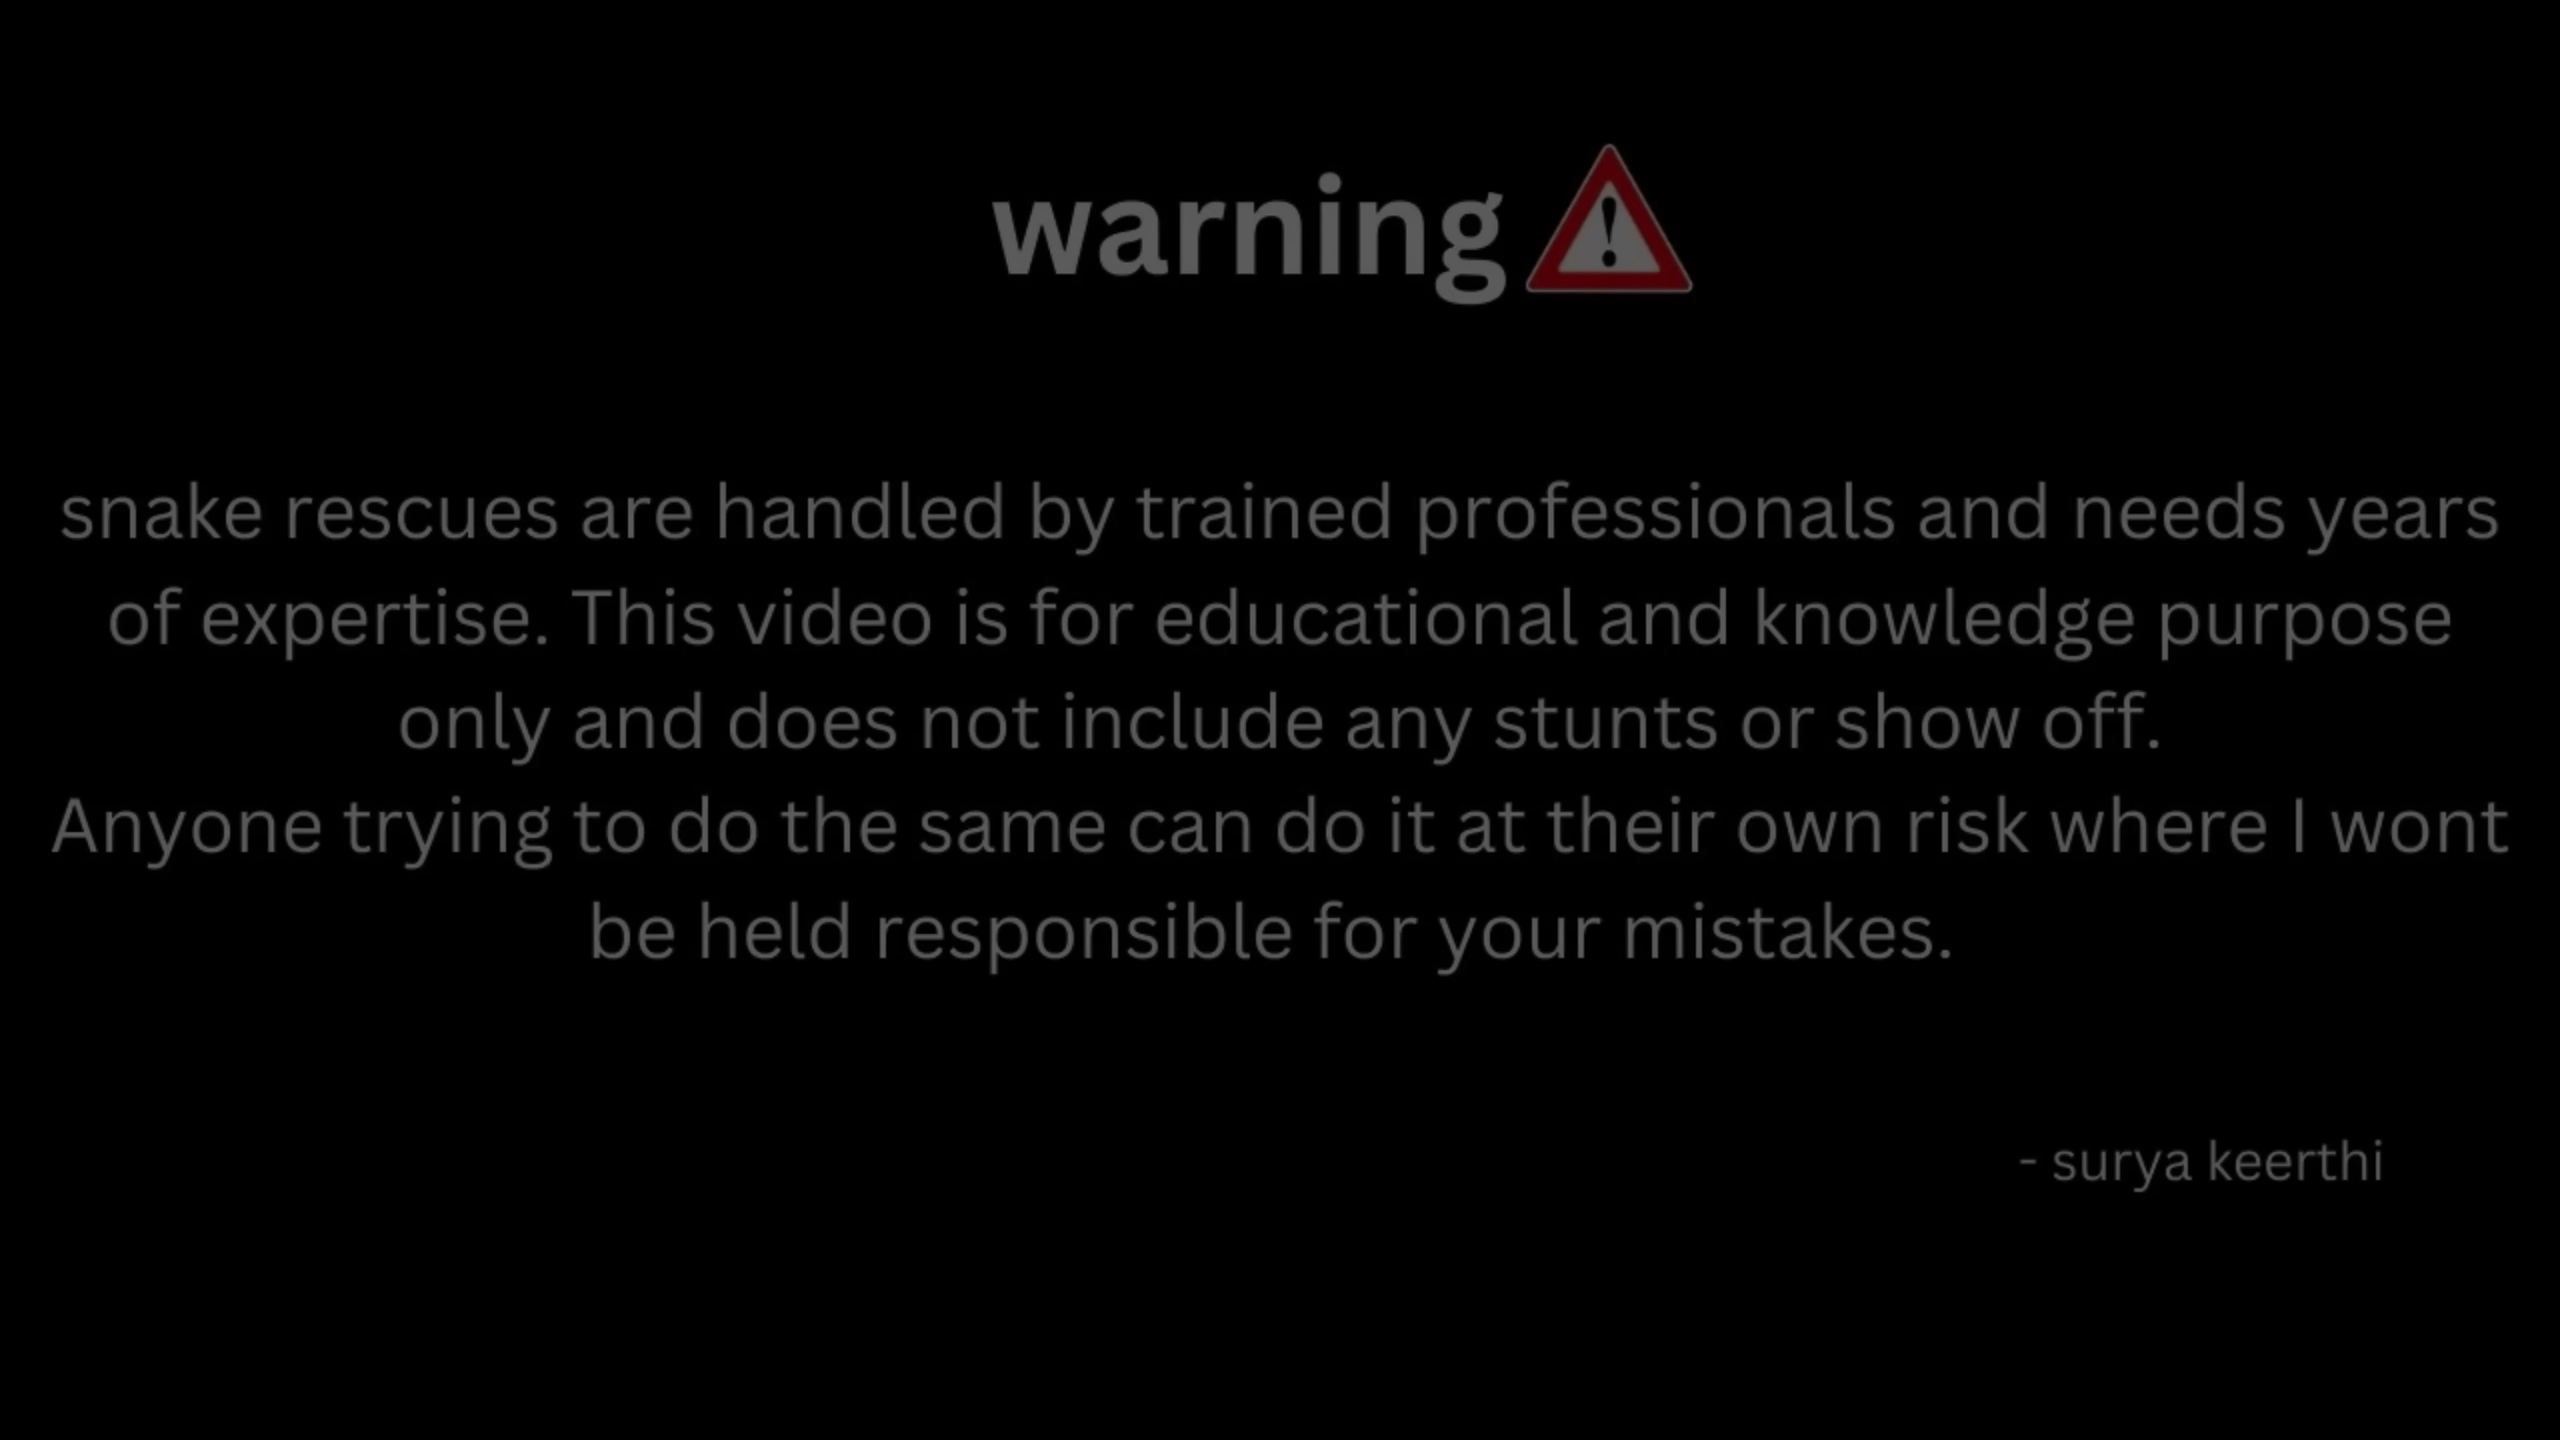 warning
snake rescues are handled by trained professionals and needs years
of expertise. This video is for educational and knowledge purpose
only and does not include any stunts or show off.
Anyone trying to do the same can do it at their own risk where I wont
be held responsible for your mistakes.
- surya keerthi